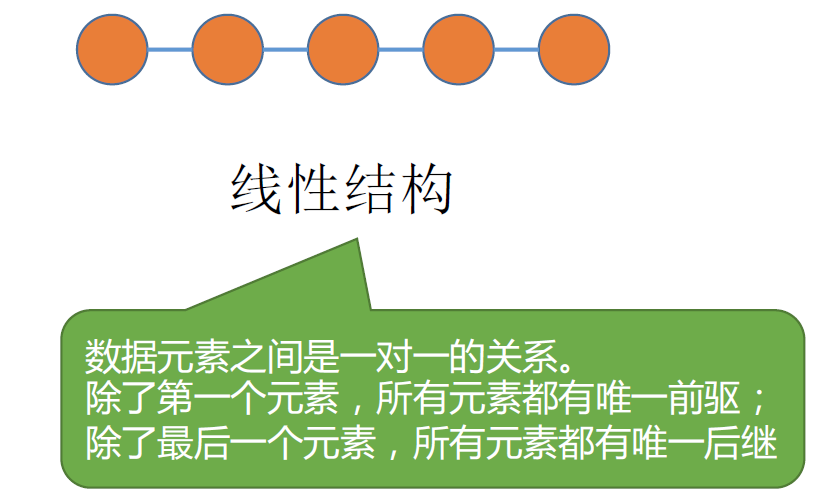 线性结构
数据元素之间是一对一的关系。
除了第一个元素，所有元素都有唯一前驱；
除了最后一个元素，所有元素都有唯一后继